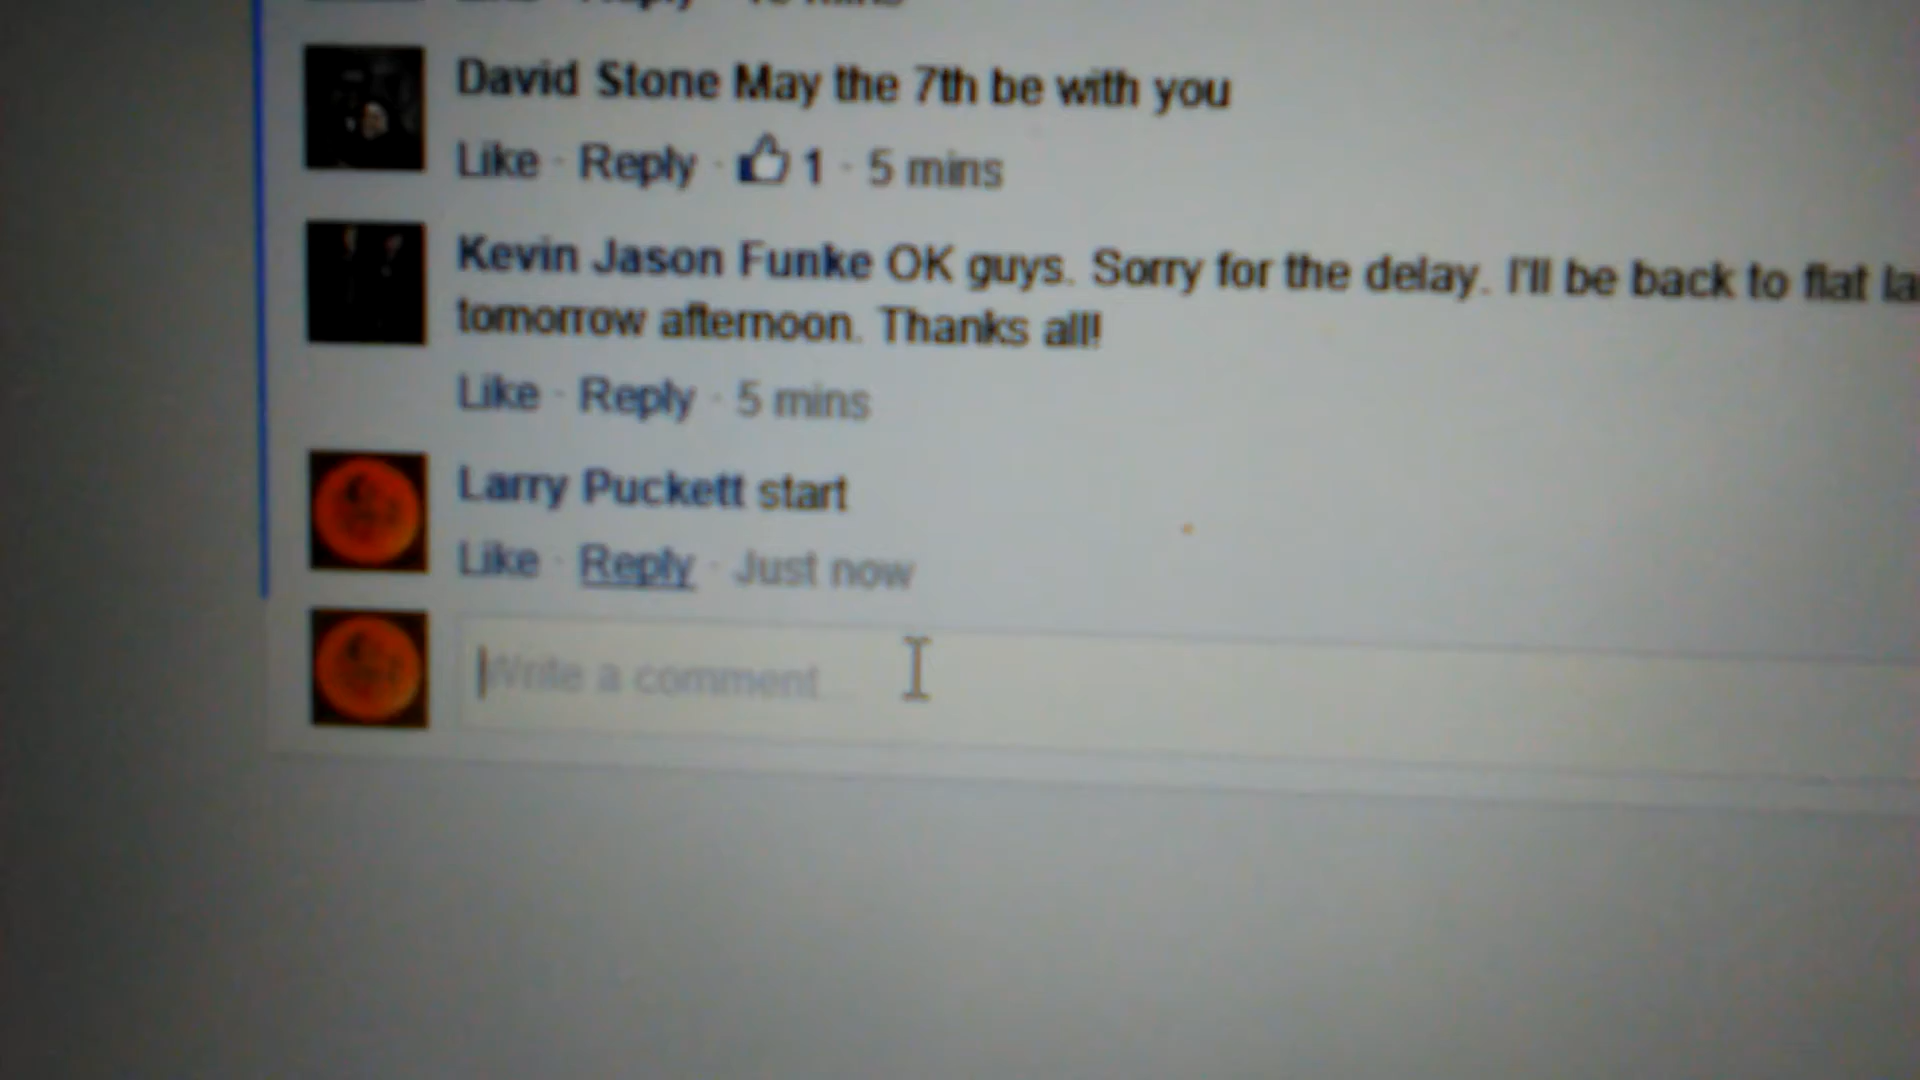 Reply
David Stone May the 7th be with you
Like · Reply · 1 · 5 mins
Kevin Jason Funke OK guys. Sorry for the delay. I'll be back to flat la
tomorrow afternoon. Thanks all!
Like · Reply · 5 mins
Larry Puckett start
Like · Reply · Just now
Write a comment